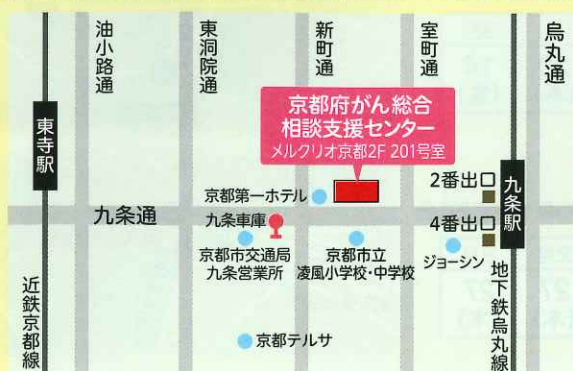 油小路通
東洞院通
新町通
室町通
烏丸通
京都府がん総合
相談支援センター
メルクリオ京都2F 201号室
東寺駅
京都第一ホテル
2番出口
九条駅
九条通
九条車庫
4番出口
京都市交通局
九条営業所
京都市立
凌風小学校・中学校
ジョーシン
近鉄京都線
地下鉄烏丸線
京都テルサ